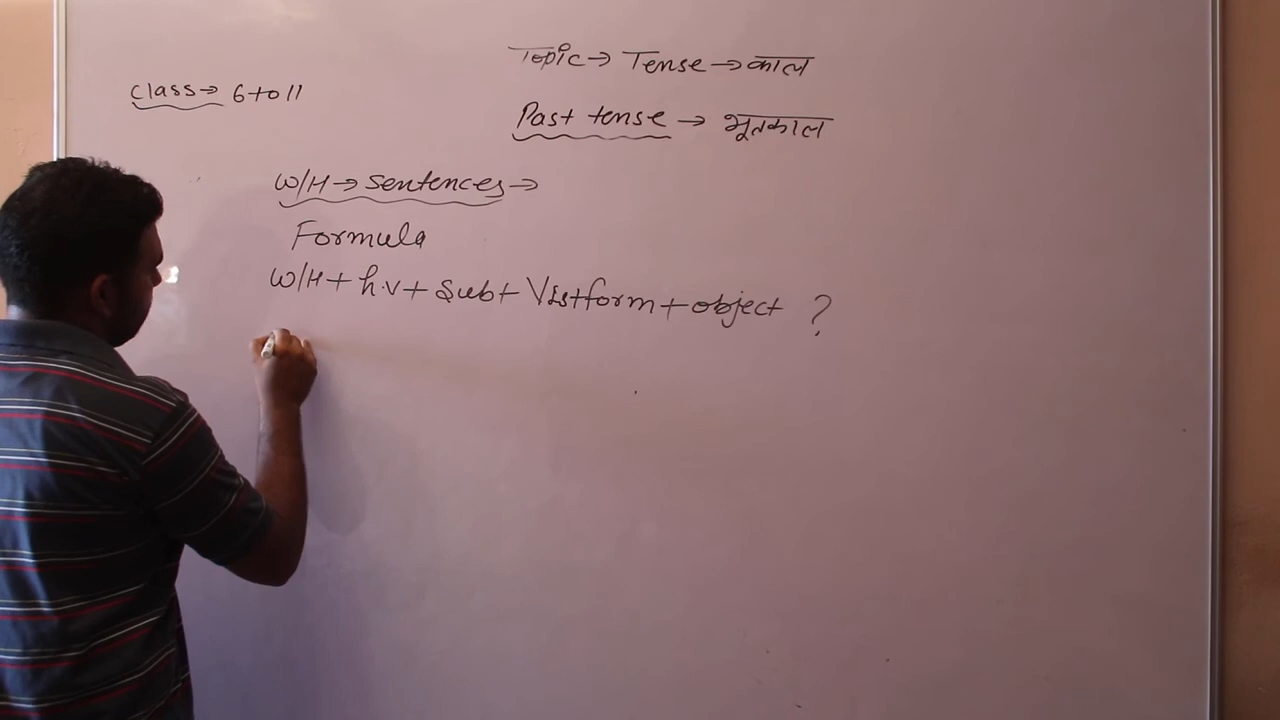 Topic → Tense → काल
Class → 6 to 11
Past tense → भूतकाल
W/H → Sentences →
Formula
W/H + h.v + Sub + V1st form + object ?